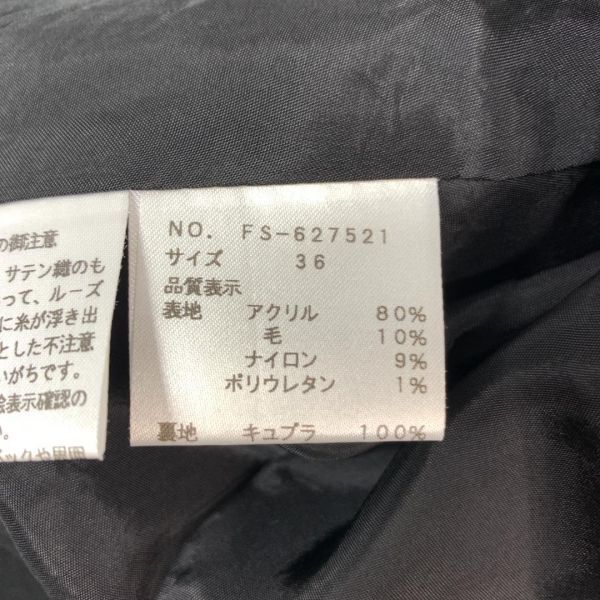 の御注意
サテン織のも
って、ルーズ
に糸が浮き出
とした不注意
いがちです。
絵表示確認の
い。
NO. FS-627521
サイズ 36
品質表示
表地 アクリル 80%
毛 10%
ナイロン 9%
ポリウレタン 1%
裏地 キュプラ 100%